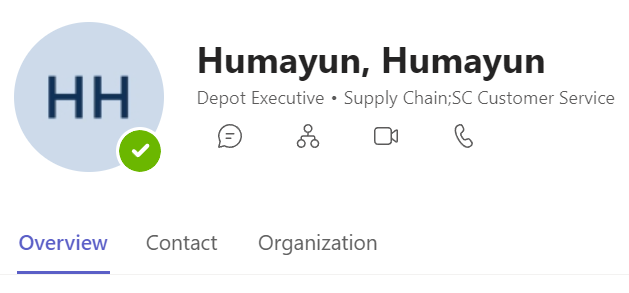 HH
Humayun, Humayun
Depot Executive • Supply Chain;SC Customer Service
Overview Contact Organization